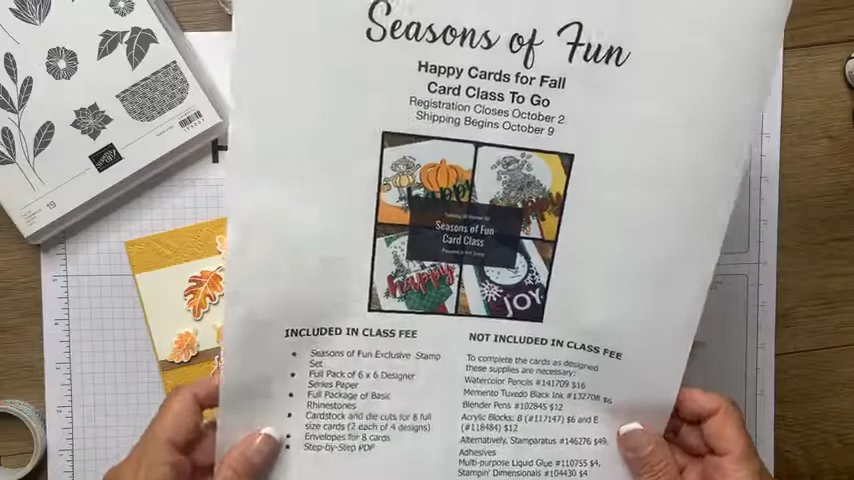 Seasons of Fun
Happy Cards for Fall
Card Class To Go
Registration Closes October 2
Shipping Begins October 9
happy
happy
Seasons of Fun
Card Class
happy
JOY
INCLUDED IN CLASS FEE
Seasons of Fun Exclusive Stamp
Set
Full Pack of 6 x 6 Designer
Series Paper
Full Package of Basic
Rhinestones
Cardstock and die cuts for 8 full
size cards (2 each of 4 designs)
Envelopes for 8 cards
Step-by-Step PDF
NOT INCLUDED IN CLASS FEE
To complete the cards as designed
these supplies are necessary:
Watercolor Pencils #141709 $16
Memento Tuxedo Black Ink #132708 $6
Blender Pens #102845 $12
Acrylic Blocks: B (#117147) $6 and E
(#118484) $12
Alternatively, Stamparatus #146276 $49
Adhesives
Multi-purpose Liquid Glue #110755 $4,
Stampin' Dimensionals #104430 $4
19